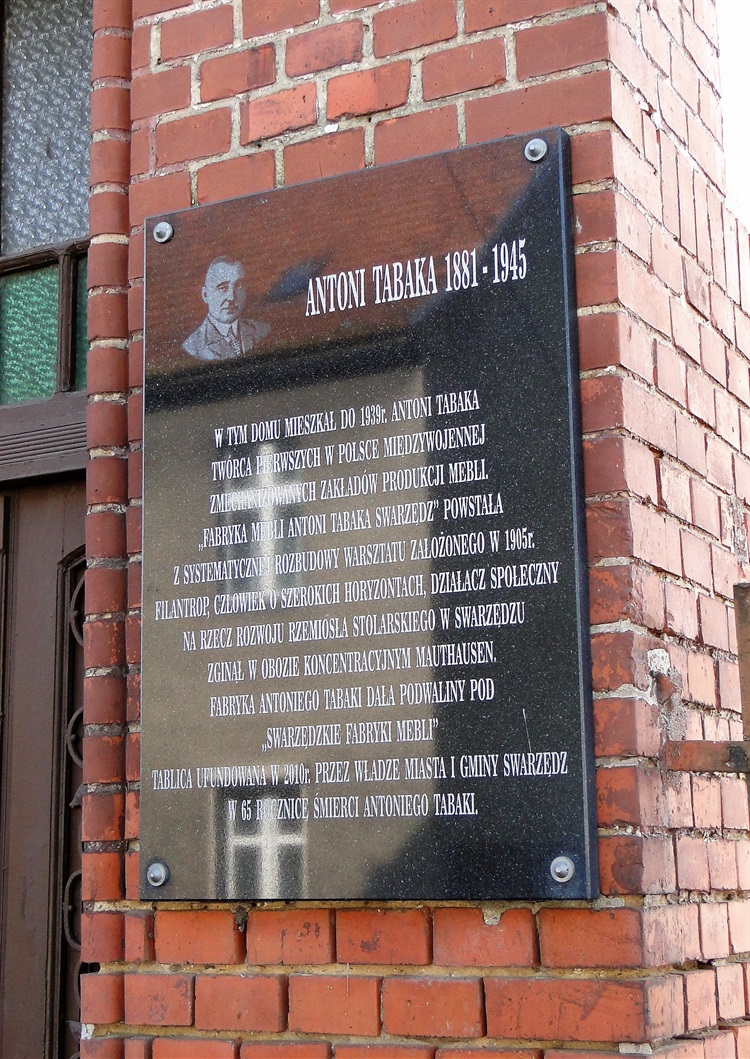 ANTONI TABAKA 1881 - 1945
W TYM DOMU MIESZKAŁ DO 1939r. ANTONI TABAKA
TWÓRCA PIERWSZYCH W POLSCE MIEDZYWOJENNEJ
ZMECHANIZOWANYCH ZAKŁADÓW PRODUKCJI MEBLI.
„FABRYKA MEBLI ANTONI TABAKA SWARZĘDZ” POWSTAŁA
Z SYSTEMATYCZNEJ ROZBUDOWY WARSZTATU ZAŁOŻONEGO W 1905r.
FILANTROP, CZŁOWIEK O SZEROKICH HORYZONTACH, DZIAŁACZ SPOŁECZNY
NA RZECZ ROZWOJU RZEMIOSŁA STOLARSKIEGO W SWARZĘDZU
ZGINĄŁ W OBOZIE KONCENTRACYJNYM MAUTHAUSEN.
FABRYKA ANTONIEGO TABAKI DAŁA PODWALINY POD
„SWARZĘDZKIE FABRYKI MEBLI”
TABLICA UFUNDOWANA W 2010r. PRZEZ WŁADZE MIASTA I GMINY SWARZĘDZ
W 65 ROCZNICE ŚMIERCI ANTONIEGO TABAKI.